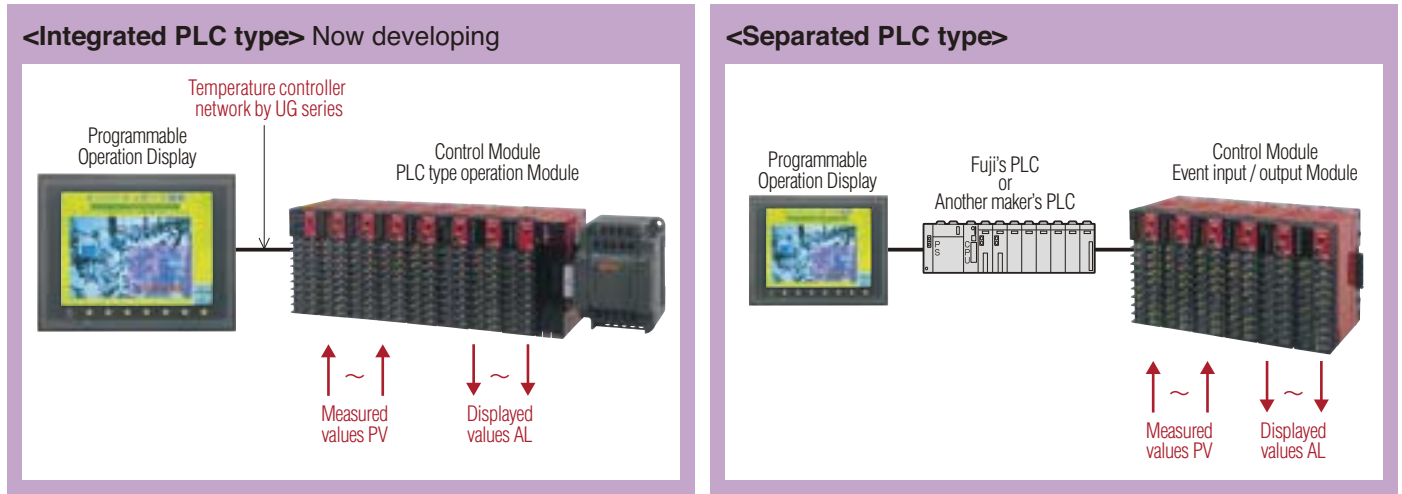 <Integrated PLC type> Now developing
Temperature controller
network by UG series
Programmable
Operation Display
Control Module
PLC type operation Module
～
～
Measured
values PV
Displayed
values AL
<Separated PLC type>
Programmable
Operation Display
Fuji's PLC
or
Another maker's PLC
PS
CPU
Control Module
Event input / output Module
～
～
Measured
values PV
Displayed
values AL